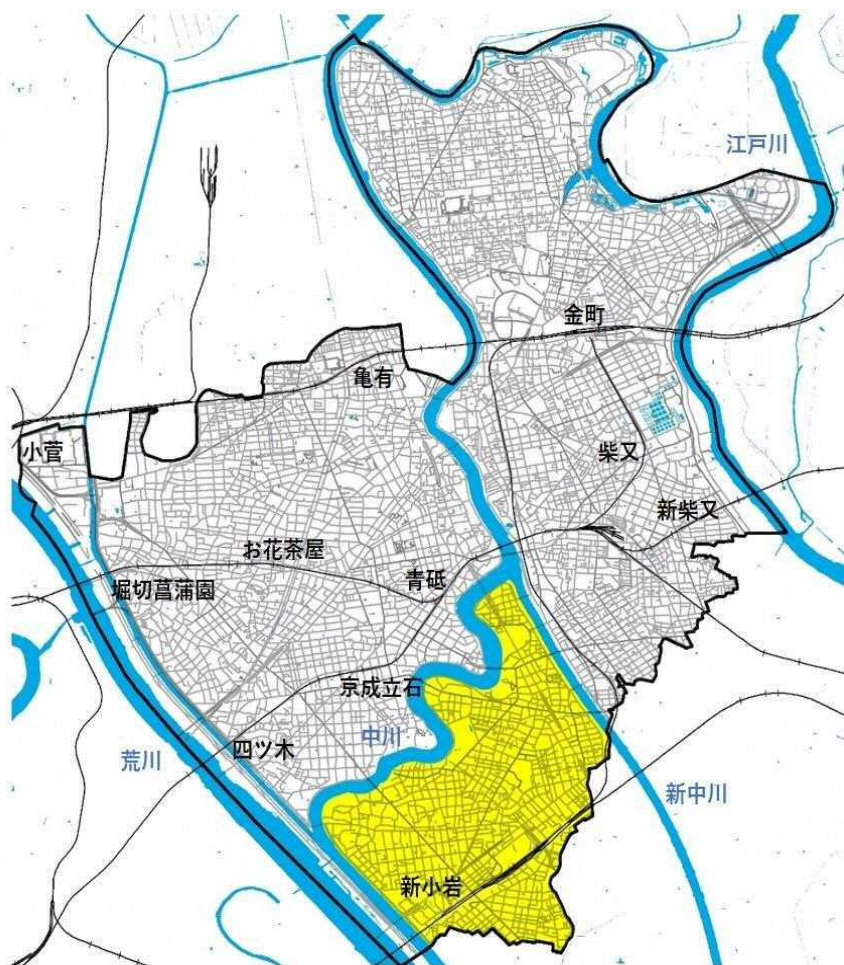 江戸川
金町
亀有
小菅
柴又
新柴又
お花茶屋
青砥
堀切菖蒲園
京成立石
中川
四ツ木
荒川
新中川
新小岩